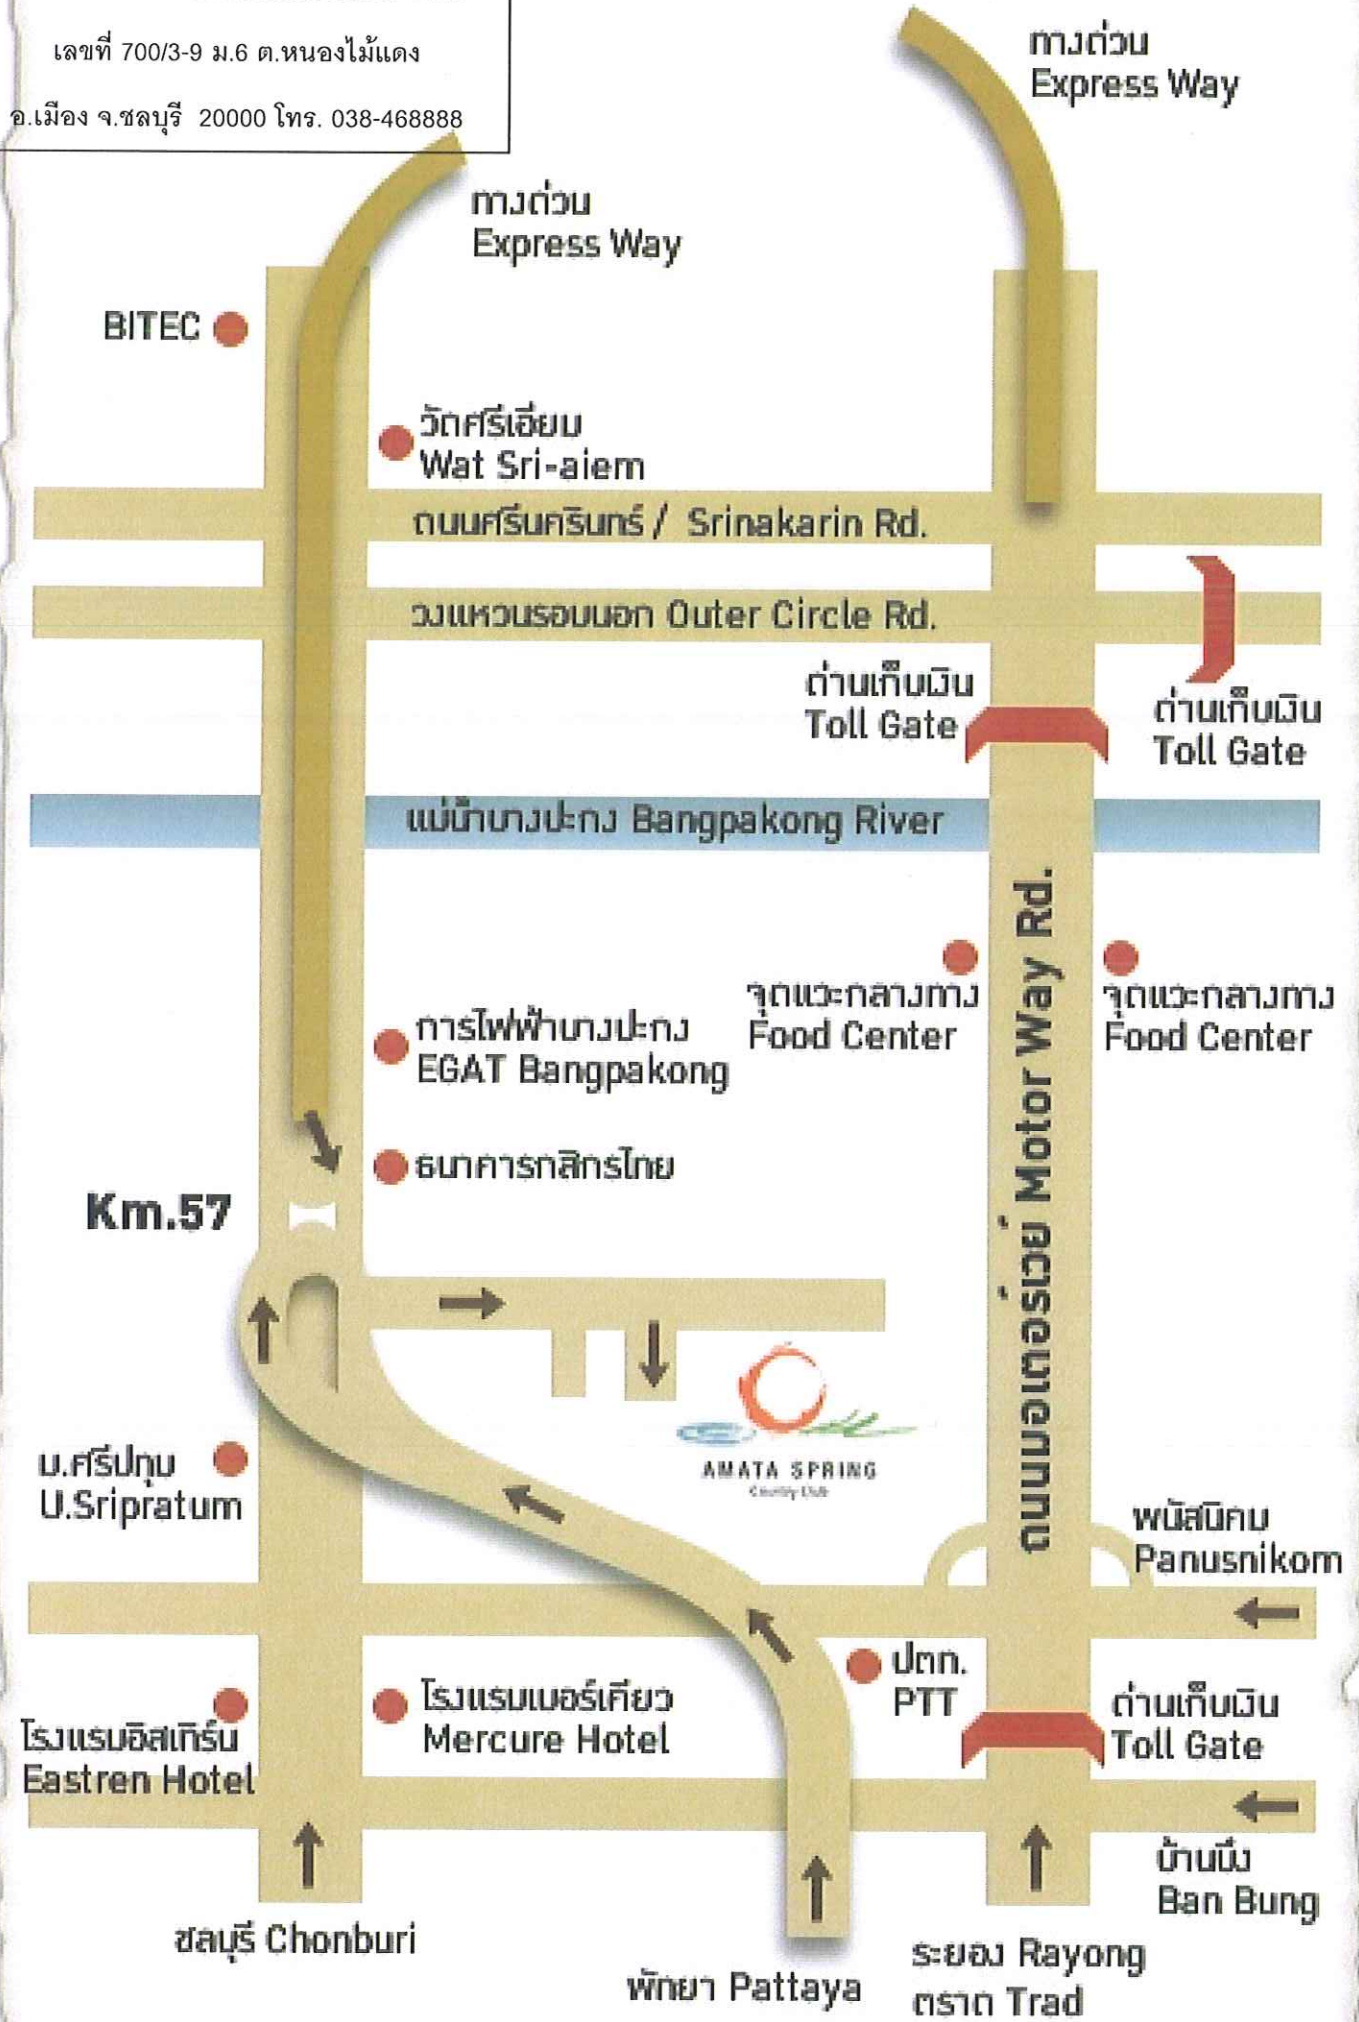 เลขที่ 700/3-9 ม.6 ต.หนองไม้แดง
อ.เมือง จ.ชลบุรี 20000 โทร. 038-468888
ทางด่วน
Express Way
ทางด่วน
Express Way
BITEC
วัดศรีเอี่ยม
Wat Sri-aiem
ถนนศรีนครินทร์ / Srinakarin Rd.
วงแหวนรอบนอก Outer Circle Rd.
ด่านเก็บเงิน
Toll Gate
ด่านเก็บเงิน
Toll Gate
แม่น้ำบางปะกง Bangpakong River
ถนนมอเตอร์เวย์ Motor Way Rd.
จุดแวะกลางทาง
Food Center
จุดแวะกลางทาง
Food Center
การไฟฟ้าบางปะกง
EGAT Bangpakong
ธนาคารกสิกรไทย
Km.57
AMATA SPRING
Country Club
ม.ศรีปทุม
U.Sripratum
พนัสนิคม
Panusnikom
ปตท.
PTT
โรงแรมอิสเทิร์น
Eastren Hotel
โรงแรมเมอร์เคียว
Mercure Hotel
ด่านเก็บเงิน
Toll Gate
บ้านบึง
Ban Bung
ชลบุรี Chonburi
พัทยา Pattaya
ระยอง Rayong
ตราด Trad